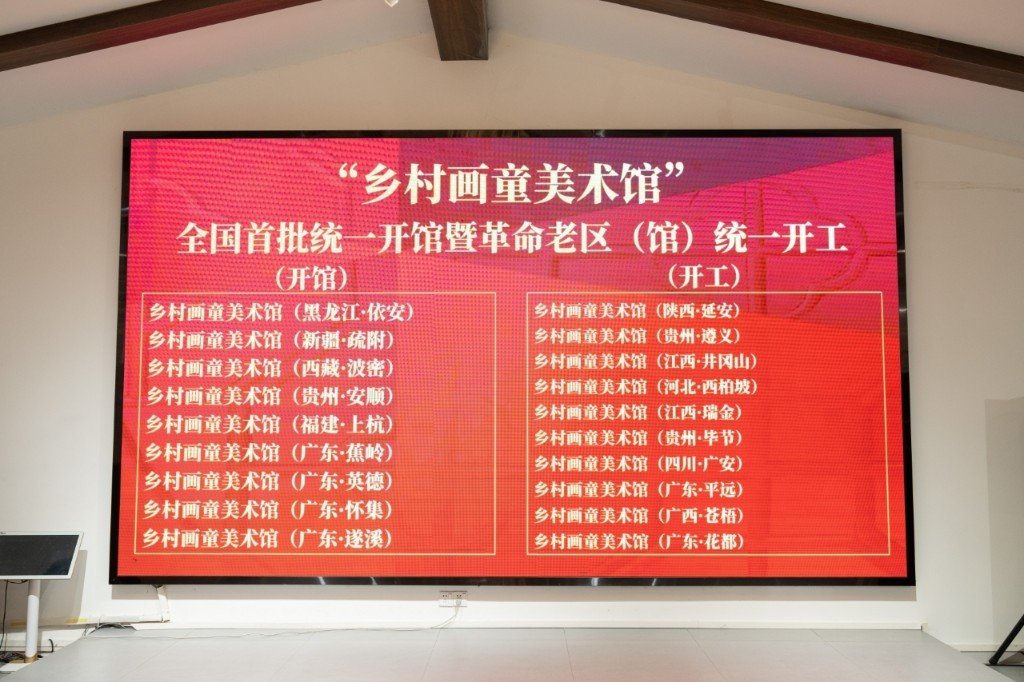 “乡村画童美术馆”
全国首批统一开馆暨革命老区（馆）统一开工
（开馆）
乡村画童美术馆（黑龙江·依安）
乡村画童美术馆（新疆·疏附）
乡村画童美术馆（西藏·波密）
乡村画童美术馆（贵州·安顺）
乡村画童美术馆（福建·上杭）
乡村画童美术馆（广东·蕉岭）
乡村画童美术馆（广东·英德）
乡村画童美术馆（广东·怀集）
乡村画童美术馆（广东·遂溪）
（开工）
乡村画童美术馆（陕西·延安）
乡村画童美术馆（贵州·遵义）
乡村画童美术馆（江西·井冈山）
乡村画童美术馆（河北·西柏坡）
乡村画童美术馆（江西·瑞金）
乡村画童美术馆（贵州·毕节）
乡村画童美术馆（四川·广安）
乡村画童美术馆（广东·平远）
乡村画童美术馆（广西·苍梧）
乡村画童美术馆（广东·花都）